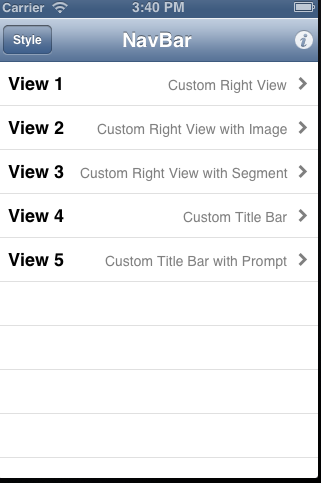 Carrier 3:40 PM
Style NavBar
View 1 Custom Right View
View 2 Custom Right View with Image
View 3 Custom Right View with Segment
View 4 Custom Title Bar
View 5 Custom Title Bar with Prompt